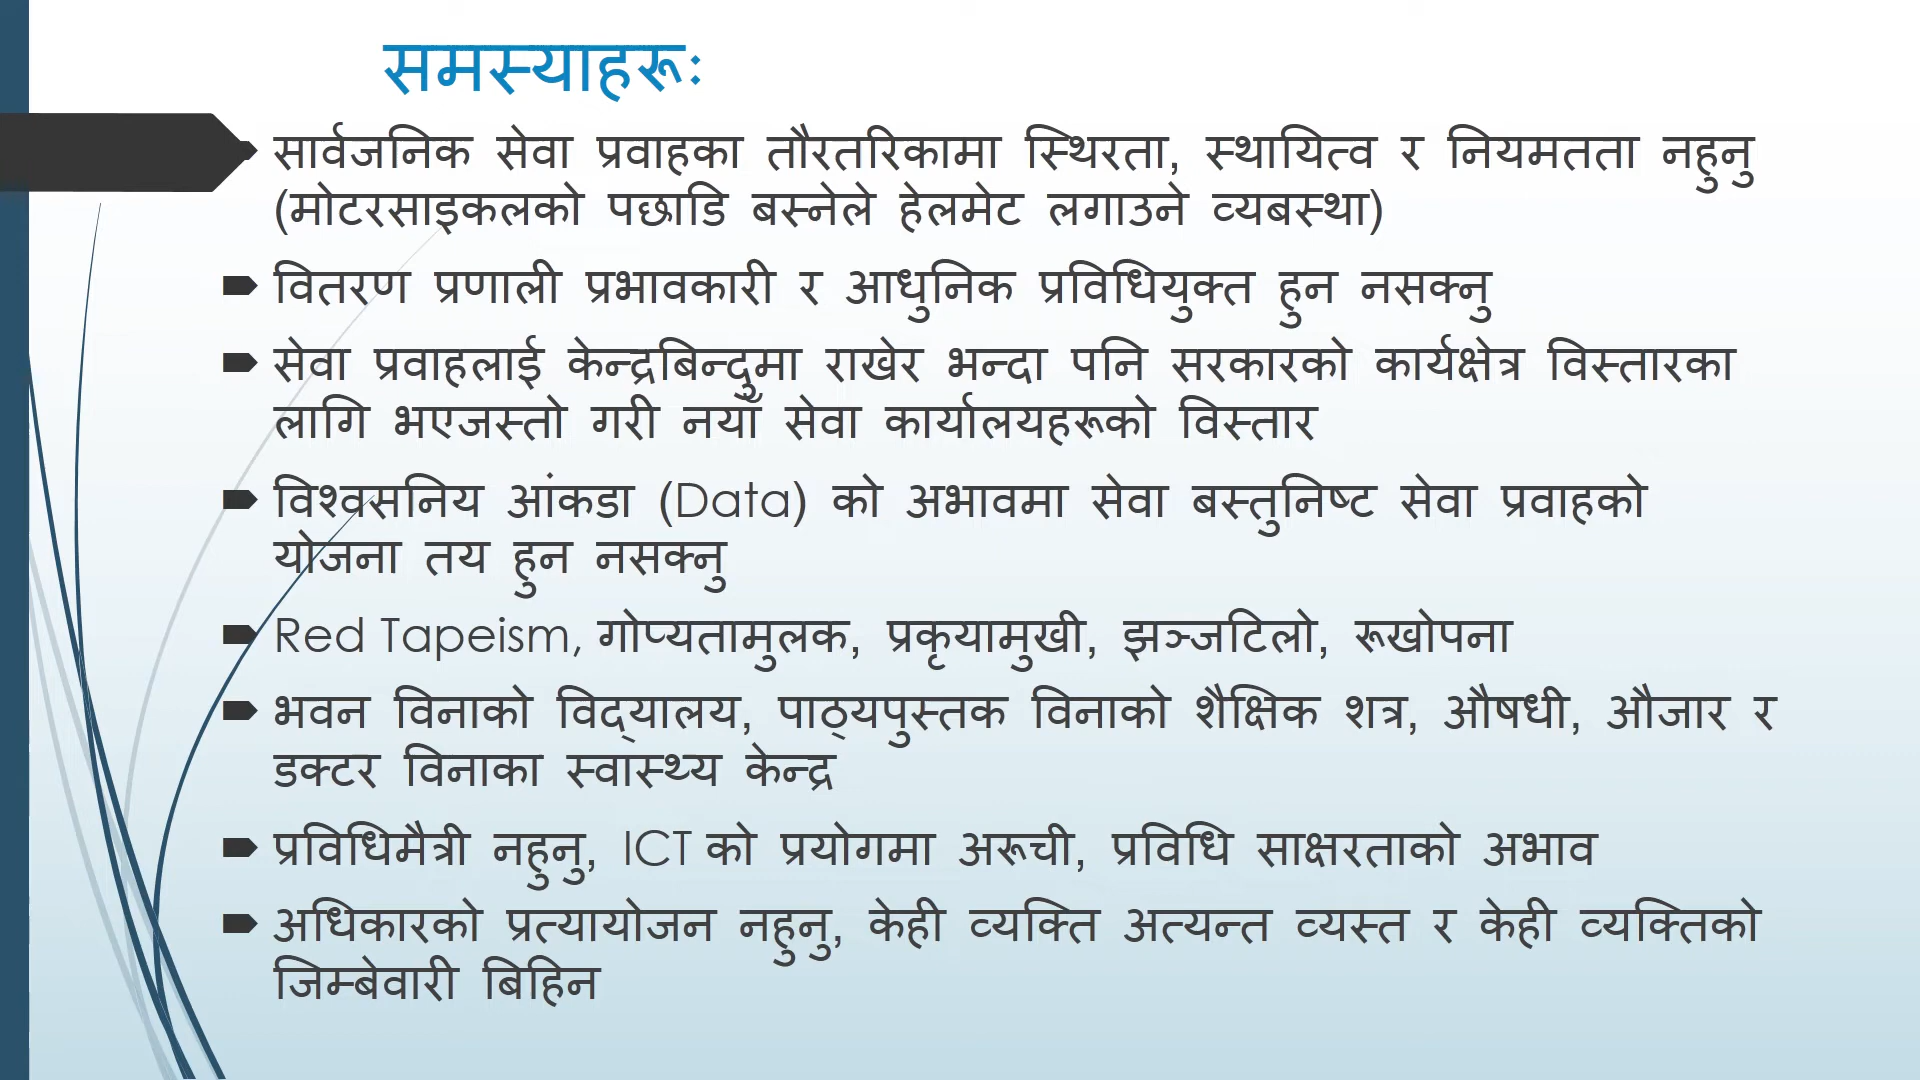 समस्याहरूः
सार्वजनिक सेवा प्रवाहका तौरतरिकामा स्थिरता, स्थायित्व र नियमतता नहुनु
(मोटरसाइकलको पछाडि बस्नेले हेलमेट लगाउने व्यबस्था)
वितरण प्रणाली प्रभावकारी र आधुनिक प्रविधियुक्त हुन नसक्नु
सेवा प्रवाहलाई केन्द्रबिन्दुमा राखेर भन्दा पनि सरकारको कार्यक्षेत्र विस्तारका
लागि भएजस्तो गरी नयाँ सेवा कार्यालयहरूको विस्तार
विश्वसनिय आंकडा (Data) को अभावमा सेवा बस्तुनिष्ट सेवा प्रवाहको
योजना तय हुन नसक्नु
Red Tapeism, गोप्यतामुलक, प्रकृयामुखी, झञ्जटिलो, रूखोपना
भवन विनाको विद्यालय, पाठ्यपुस्तक विनाको शैक्षिक शत्र, औषधी, औजार र
डक्टर विनाका स्वास्थ्य केन्द्र
प्रविधिमैत्री नहुनु, ICT को प्रयोगमा अरूची, प्रविधि साक्षरताको अभाव
अधिकारको प्रत्यायोजन नहुनु, केही व्यक्ति अत्यन्त व्यस्त र केही व्यक्तिको
जिम्बेवारी बिहिन